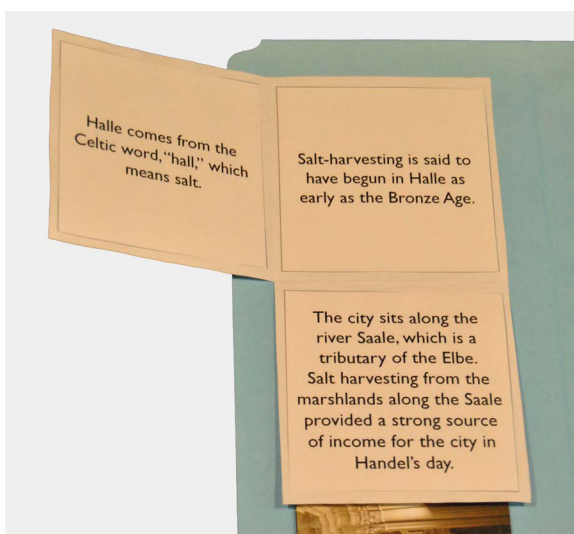 Halle comes from the
Celtic word, "hall," which
means salt.
Salt-harvesting is said to
have begun in Halle as
early as the Bronze Age.
The city sits along the
river Saale, which is a
tributary of the Elbe.
Salt harvesting from the
marshlands along the Saale
provided a strong source
of income for the city in
Handel's day.